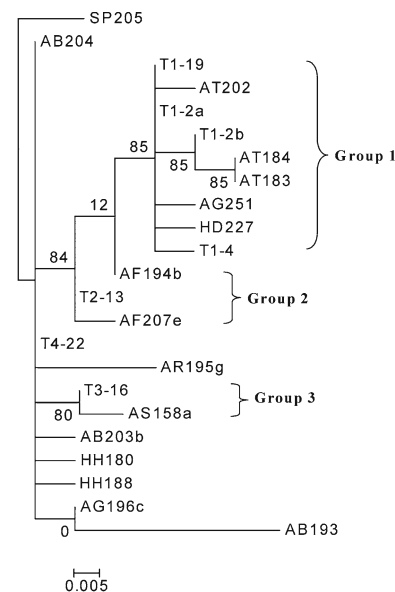 SP205
AB204
T1-19
AT202
T1-2a
T1-2b
85
85
AT184
Group 1
85
AT183
12
AG251
HD227
T1-4
84
AF194b
T2-13
Group 2
AF207e
T4-22
AR195g
T3-16
Group 3
80
AS158a
AB203b
HH180
HH188
AG196c
0
AB193
0.005